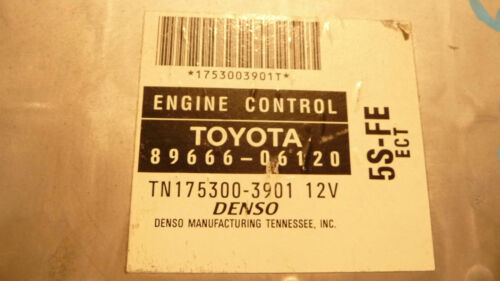 *1753003901T*
ENGINE CONTROL
TOYOTA
89666-06120
TN175300-3901 12V
DENSO
DENSO MANUFACTURING TENNESSEE, INC.
5S-FE
ECT